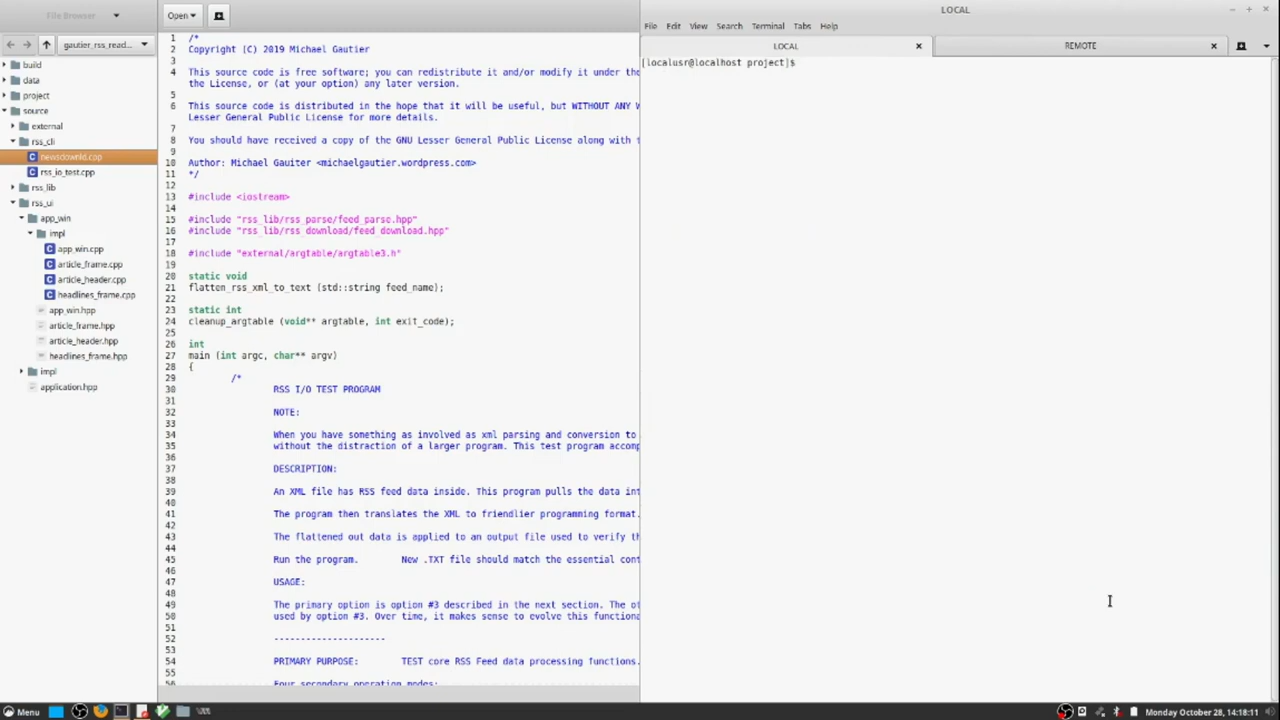 File Browser
gautier_rss_read...
build
data
project
source
external
rss_cli
newsdownld.cpp
rss_io_test.cpp
rss_lib
rss_ui
app_win
impl
app_win.cpp
article_frame.cpp
article_header.cpp
headlines_frame.cpp
app_win.hpp
article_frame.hpp
article_header.hpp
headlines_frame.hpp
impl
application.hpp
Open
1 /*
2 Copyright (C) 2019 Michael Gautier
3
4 This source code is free software; you can redistribute it and/or modify it under the
the License, or (at your option) any later version.
5
6 This source code is distributed in the hope that it will be useful, but WITHOUT ANY W
Lesser General Public License for more details.
7
8 You should have received a copy of the GNU Lesser General Public License along with t
9
10 Author: Michael Gauiter <michaelgautier.wordpress.com>
11 */
12
13 #include <iostream>
14
15 #include "rss_lib/rss_parse/feed_parse.hpp"
16 #include "rss_lib/rss_download/feed_download.hpp"
17
18 #include "external/argtable/argtable3.h"
19
20 static void
21 flatten_rss_xml_to_text (std::string feed_name);
22
23 static int
24 cleanup_argtable (void** argtable, int exit_code);
25
26 int
27 main (int argc, char** argv)
28 {
29 /*
30 RSS I/O TEST PROGRAM
31
32 NOTE:
33
34 When you have something as involved as xml parsing and conversion to
35 without the distraction of a larger program. This test program accomp
36
37 DESCRIPTION:
38
39 An XML file has RSS feed data inside. This program pulls the data int
40
41 The program then translates the XML to friendlier programming format.
42
43 The flattened out data is applied to an output file used to verify th
44
45 Run the program. New .TXT file should match the essential cont
46
47 USAGE:
48
49 The primary option is option #3 described in the next section. The ot
50 used by option #3. Over time, it makes sense to evolve this functiona
51
52 ---------------------
53
54 PRIMARY PURPOSE: TEST core RSS Feed data processing functions.
55
56 Four secondary operation modes:
LOCAL
File Edit View Search Terminal Tabs Help
LOCAL
REMOTE
[localusr@localhost project]$
Menu
Monday October 28, 14:18:11